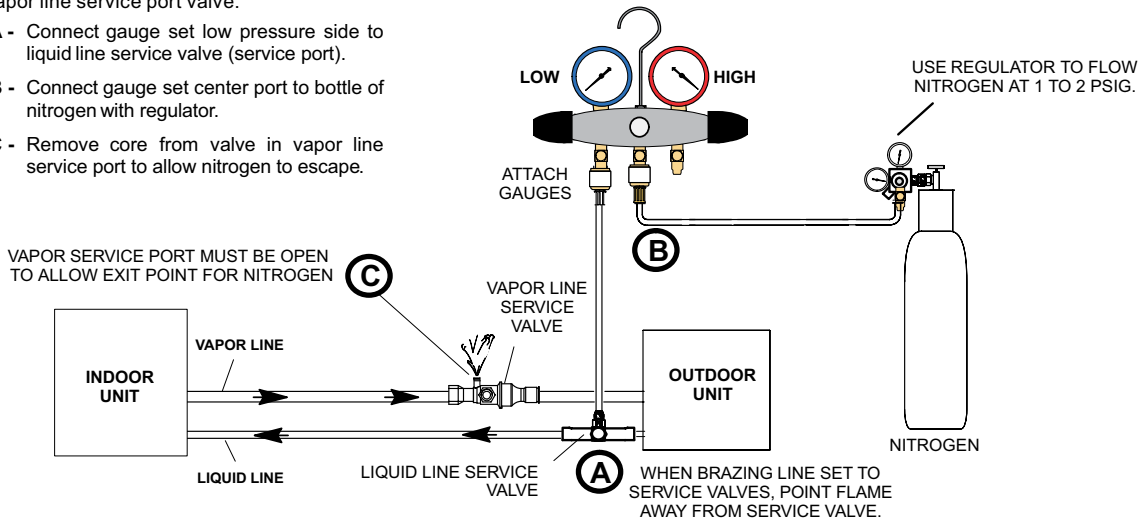 vapor line service port valve.
A - Connect gauge set low pressure side to
liquid line service valve (service port).
B - Connect gauge set center port to bottle of
nitrogen with regulator.
C - Remove core from valve in vapor line
service port to allow nitrogen to escape.
LOW
HIGH
USE REGULATOR TO FLOW
NITROGEN AT 1 TO 2 PSIG.
ATTACH
GAUGES
B
VAPOR SERVICE PORT MUST BE OPEN
TO ALLOW EXIT POINT FOR NITROGEN
C
VAPOR LINE
SERVICE
VALVE
VAPOR LINE
INDOOR
UNIT
OUTDOOR
UNIT
NITROGEN
LIQUID LINE
LIQUID LINE SERVICE
VALVE
A
WHEN BRAZING LINE SET TO
SERVICE VALVES, POINT FLAME
AWAY FROM SERVICE VALVE.